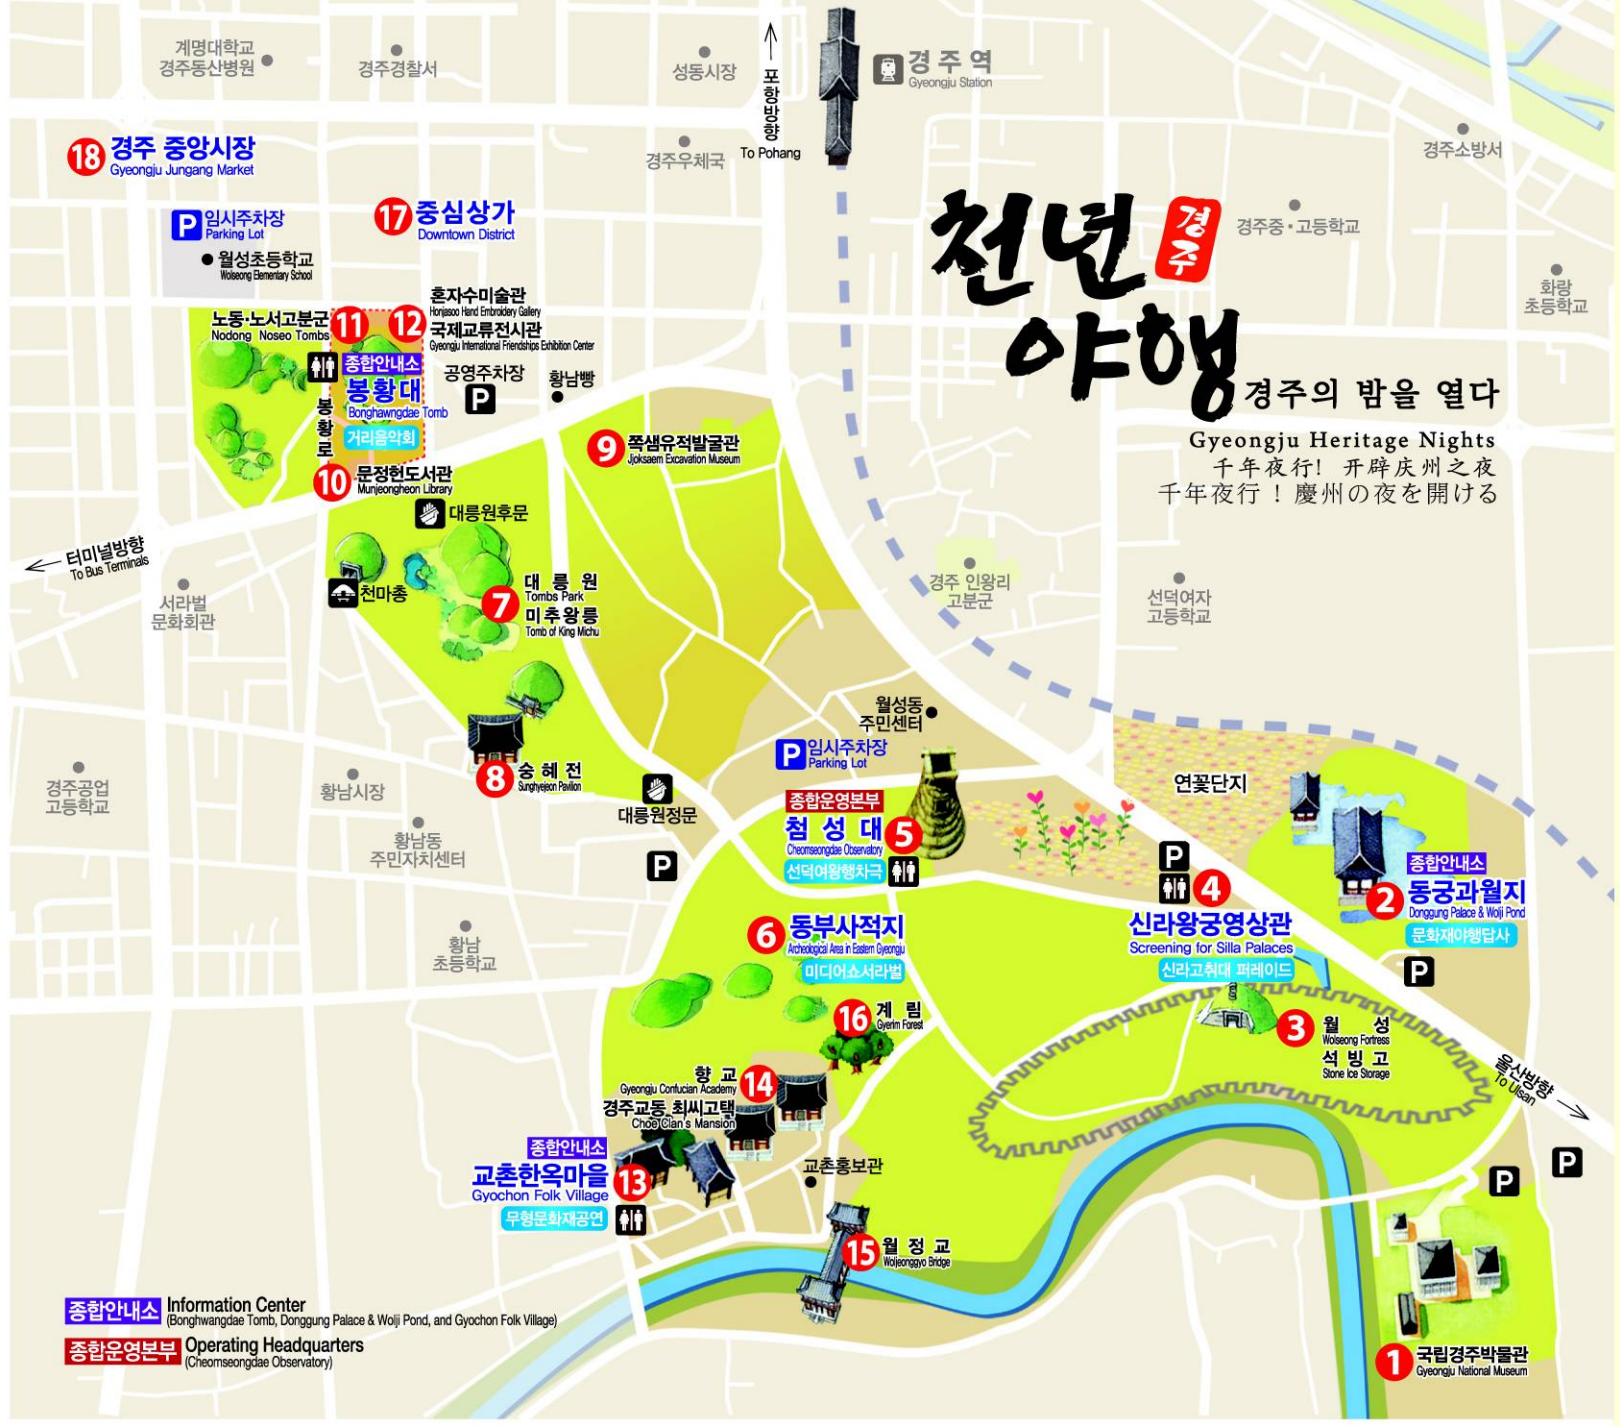 계명대학교
경주동산병원
경주경찰서
성동시장
포항방향
To Pohang
경주역
Gyeongju Station
경주우체국
경주소방서
18 경주 중앙시장
Gyeongju Jungang Market
P 임시주차장
Parking Lot
월성초등학교
Wolseong Elementary School
17 중심상가
Downtown District
천년
경주
야행
경주의 밤을 열다
Gyeongju Heritage Nights
千年夜行! 开辟庆州之夜
千年夜行！慶州の夜を開ける
경주중·고등학교
화랑
초등학교
노동·노서고분군
Nodong Noseo Tombs
11
12
혼자수미술관
Honjasoo Hand Embroidery Gallery
국제교류전시관
Gyeongju International Friendships Exhibition Center
종합안내소
봉황대
Bonghawngdae Tomb
거리음악회
봉황로
공영주차장
P
황남빵
9 쪽샘유적발굴관
Jjoksaem Excavation Museum
10 문정헌도서관
Munjeongheon Library
대릉원후문
터미널방향
To Bus Terminals
서라벌
문화회관
천마총
7
대릉원
Tombs Park
미추왕릉
Tomb of King Michu
경주 인왕리
고분군
선덕여자
고등학교
월성동
주민센터
P 임시주차장
Parking Lot
8 숭혜전
Sunghyejeon Pavilion
경주공업
고등학교
황남시장
황남동
주민자치센터
대릉원정문
P
종합운영본부
첨성대 5
Cheomseongdae Observatory
선덕여왕행차극
연꽃단지
P
4
신라왕궁영상관
Screening for Silla Palaces
신라고취대 퍼레이드
종합안내소
2 동궁과월지
Donggung Palace & Wolji Pond
문화재야행답사
P
황남
초등학교
6 동부사적지
Archeological Area in Eastern Gyeongju
미디어쇼서라벌
16 계림
Gyerim Forest
3
월성
Wolseong Fortress
석빙고
Stone Ice Storage
울산방향
To Ulsan
향교 14
Gyeongju Confucian Academy
경주교동 최씨고택
Choe Clan's Mansion
종합안내소
교촌한옥마을 13
Gyochon Folk Village
무형문화재공연
교촌홍보관
P
P
15 월정교
Woljeonggyo Bridge
종합안내소 Information Center
(Bonghwangdae Tomb, Donggung Palace & Wolji Pond, and Gyochon Folk Village)
종합운영본부 Operating Headquarters
(Cheomseongdae Observatory)
1 국립경주박물관
Gyeongju National Museum